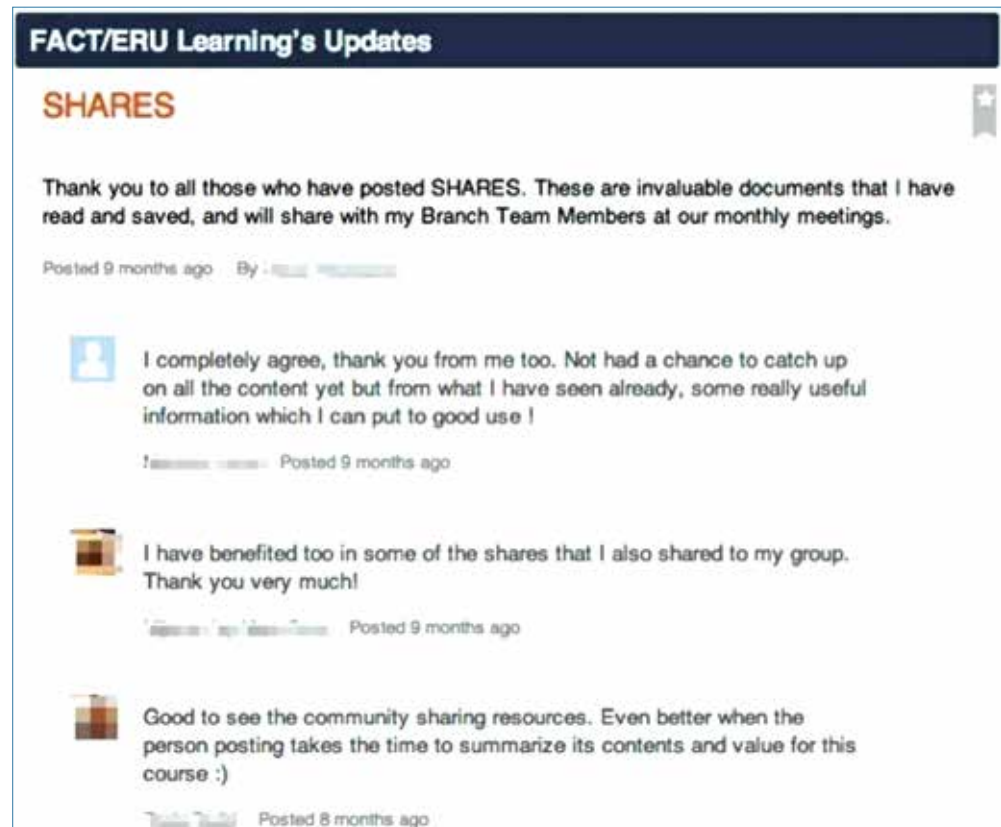 FACT/ERU Learning's Updates
SHARES
Thank you to all those who have posted SHARES. These are invaluable documents that I have
read and saved, and will share with my Branch Team Members at our monthly meetings.
Posted 9 months ago By
I completely agree, thank you from me too. Not had a chance to catch up
on all the content yet but from what I have seen already, some really useful
information which I can put to good use !
Posted 9 months ago
I have benefited too in some of the shares that I also shared to my group.
Thank you very much!
Posted 9 months ago
Good to see the community sharing resources. Even better when the
person posting takes the time to summarize its contents and value for this
course :)
Posted 8 months ago